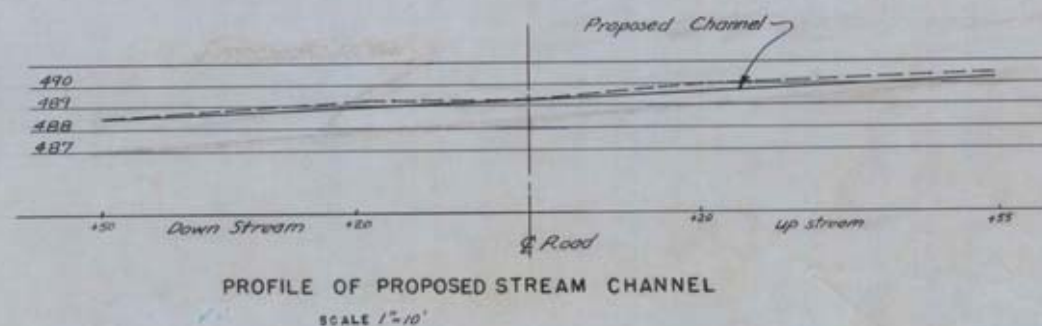 Proposed Channel
490
489
488
487
+50 Down Stream +20 +20 up stream +55
℄ Road
PROFILE OF PROPOSED STREAM CHANNEL
SCALE 1"=10'